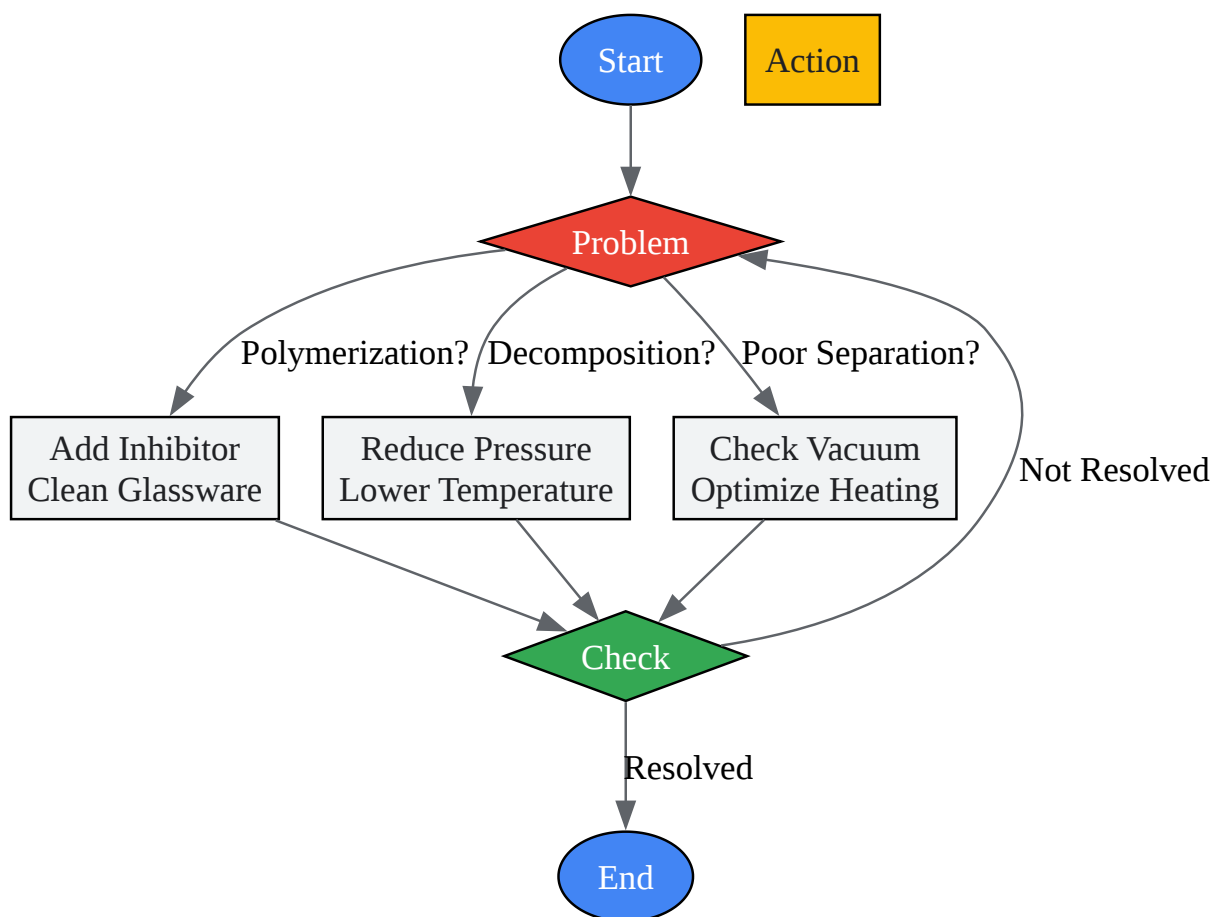 Start
Action
Problem
Polymerization?
Decomposition?
Poor Separation?
Add Inhibitor
Clean Glassware
Reduce Pressure
Lower Temperature
Check Vacuum
Optimize Heating
Not Resolved
Check
Resolved
End